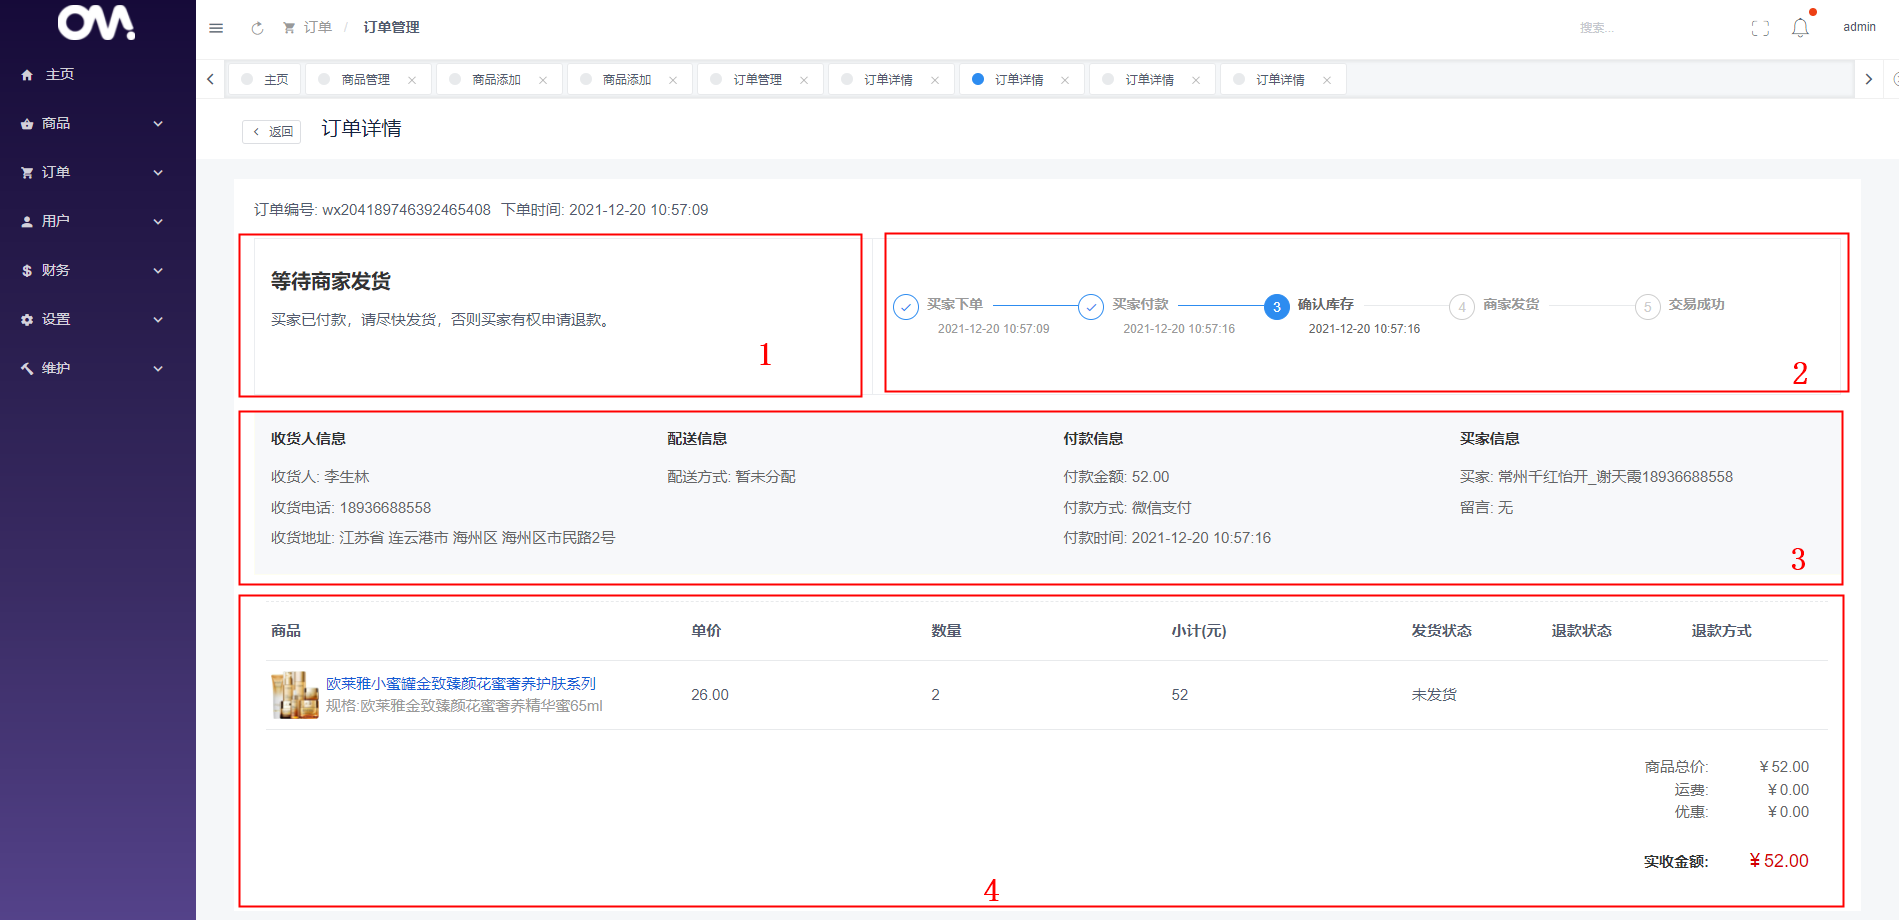 OM.
主页
商品
订单
用户
财务
设置
维护
订单 / 订单管理
搜索...
admin
主页
商品管理
商品添加
商品添加
订单管理
订单详情
订单详情
订单详情
订单详情
返回
订单详情
订单编号: wx204189746392465408 下单时间: 2021-12-20 10:57:09
等待商家发货
买家已付款，请尽快发货，否则买家有权申请退款。
1
买家下单
2021-12-20 10:57:09
买家付款
2021-12-20 10:57:16
3 确认库存
2021-12-20 10:57:16
4 商家发货
5 交易成功
2
收货人信息
收货人: 李生林
收货电话: 18936688558
收货地址: 江苏省 连云港市 海州区 海州区市民路2号
配送信息
配送方式: 暂未分配
付款信息
付款金额: 52.00
付款方式: 微信支付
付款时间: 2021-12-20 10:57:16
买家信息
买家: 常州千红怡开_谢天霞18936688558
留言: 无
3
商品 单价 数量 小计(元) 发货状态 退款状态 退款方式
欧莱雅小蜜罐金致臻颜花蜜奢养护肤系列
规格:欧莱雅金致臻颜花蜜奢养精华蜜65ml
26.00 2 52 未发货
商品总价: ¥52.00
运费: ¥0.00
优惠: ¥0.00
实收金额: ¥52.00
4